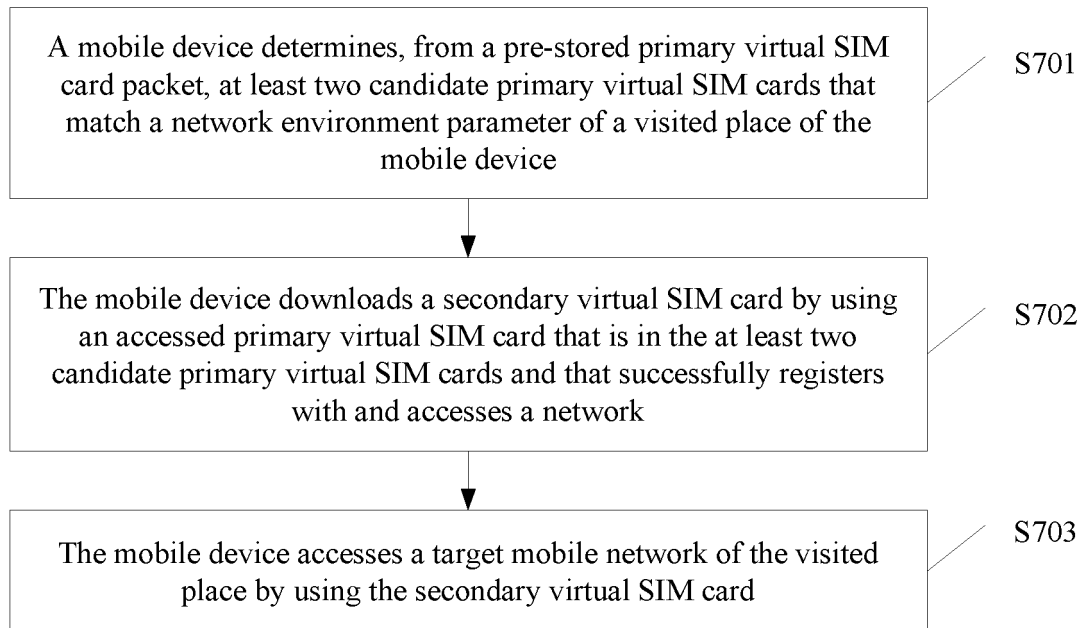 A mobile device determines, from a pre-stored primary virtual SIM
card packet, at least two candidate primary virtual SIM cards that
match a network environment parameter of a visited place of the
mobile device
S701
The mobile device downloads a secondary virtual SIM card by using
an accessed primary virtual SIM card that is in the at least two
candidate primary virtual SIM cards and that successfully registers
with and accesses a network
S702
The mobile device accesses a target mobile network of the visited
place by using the secondary virtual SIM card
S703